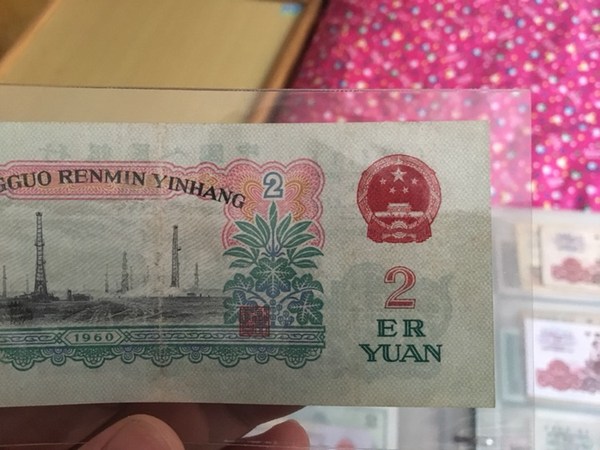 GGUO RENMIN YINHANG
2
2
ER
YUAN
1960